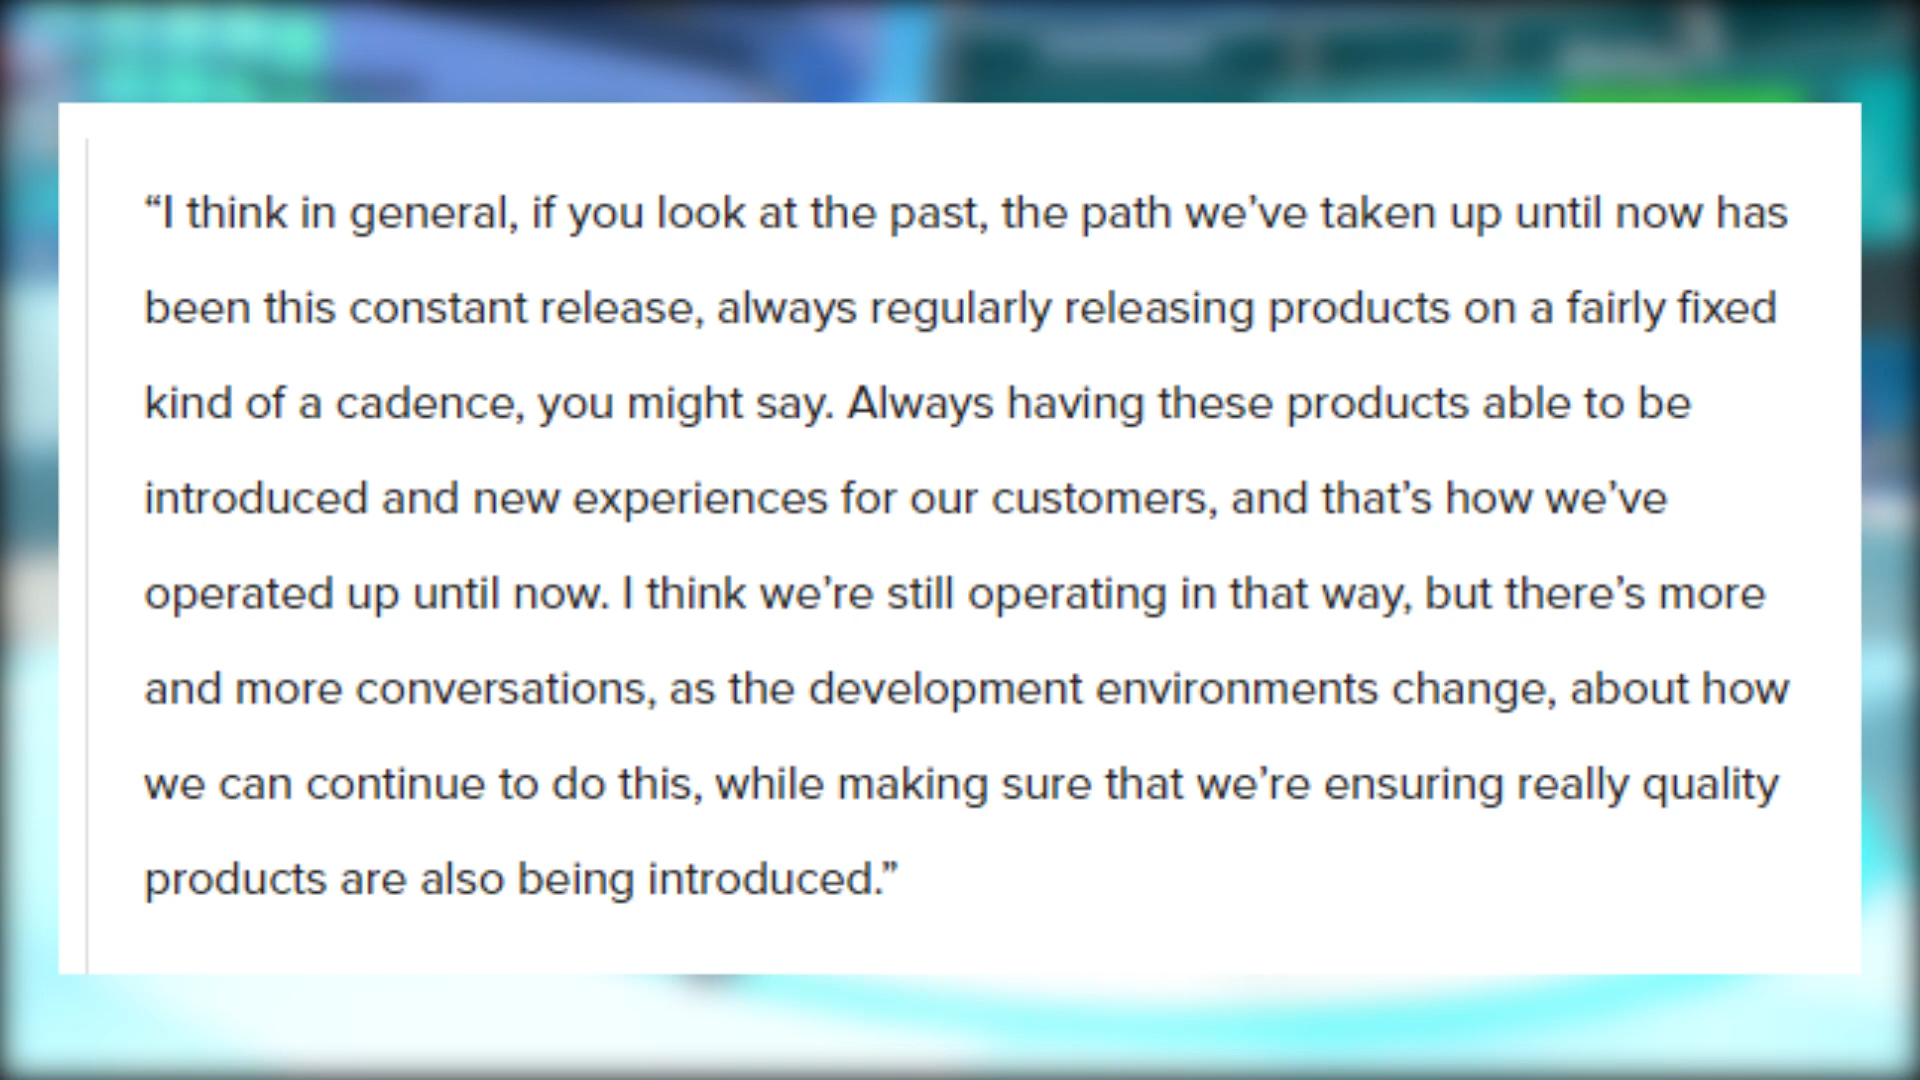 “I think in general, if you look at the past, the path we’ve taken up until now has
been this constant release, always regularly releasing products on a fairly fixed
kind of a cadence, you might say. Always having these products able to be
introduced and new experiences for our customers, and that’s how we’ve
operated up until now. I think we’re still operating in that way, but there’s more
and more conversations, as the development environments change, about how
we can continue to do this, while making sure that we’re ensuring really quality
products are also being introduced.”